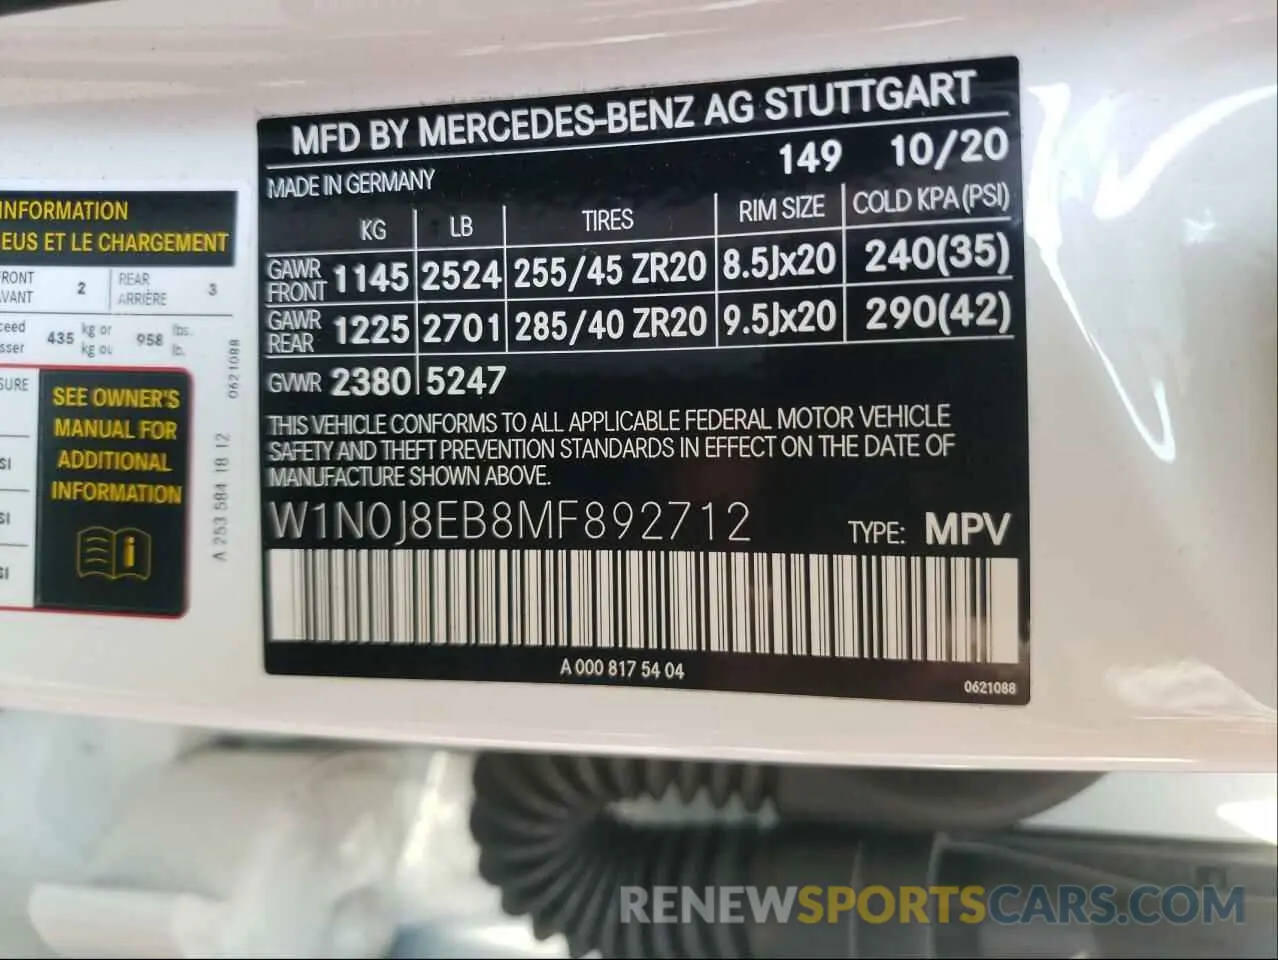 INFORMATION
EUS ET LE CHARGEMENT
FRONT
AVANT
2
REAR
ARRIÈRE
3
435
kg or
kg ou
958
lbs.
lb.
SEE OWNER'S
MANUAL FOR
ADDITIONAL
INFORMATION
0621088
A 253 584 18 12
MFD BY MERCEDES-BENZ AG STUTTGART
MADE IN GERMANY 149 10/20
KG LB TIRES RIM SIZE COLD KPA (PSI)
GAWR FRONT 1145 2524 255/45 ZR20 8.5Jx20 240(35)
GAWR REAR 1225 2701 285/40 ZR20 9.5Jx20 290(42)
GVWR 2380 5247
THIS VEHICLE CONFORMS TO ALL APPLICABLE FEDERAL MOTOR VEHICLE
SAFETY AND THEFT PREVENTION STANDARDS IN EFFECT ON THE DATE OF
MANUFACTURE SHOWN ABOVE.
W1N0J8EB8MF892712 TYPE: MPV
A 000 817 54 04
0621088
RENEWSPORTSCARS.COM